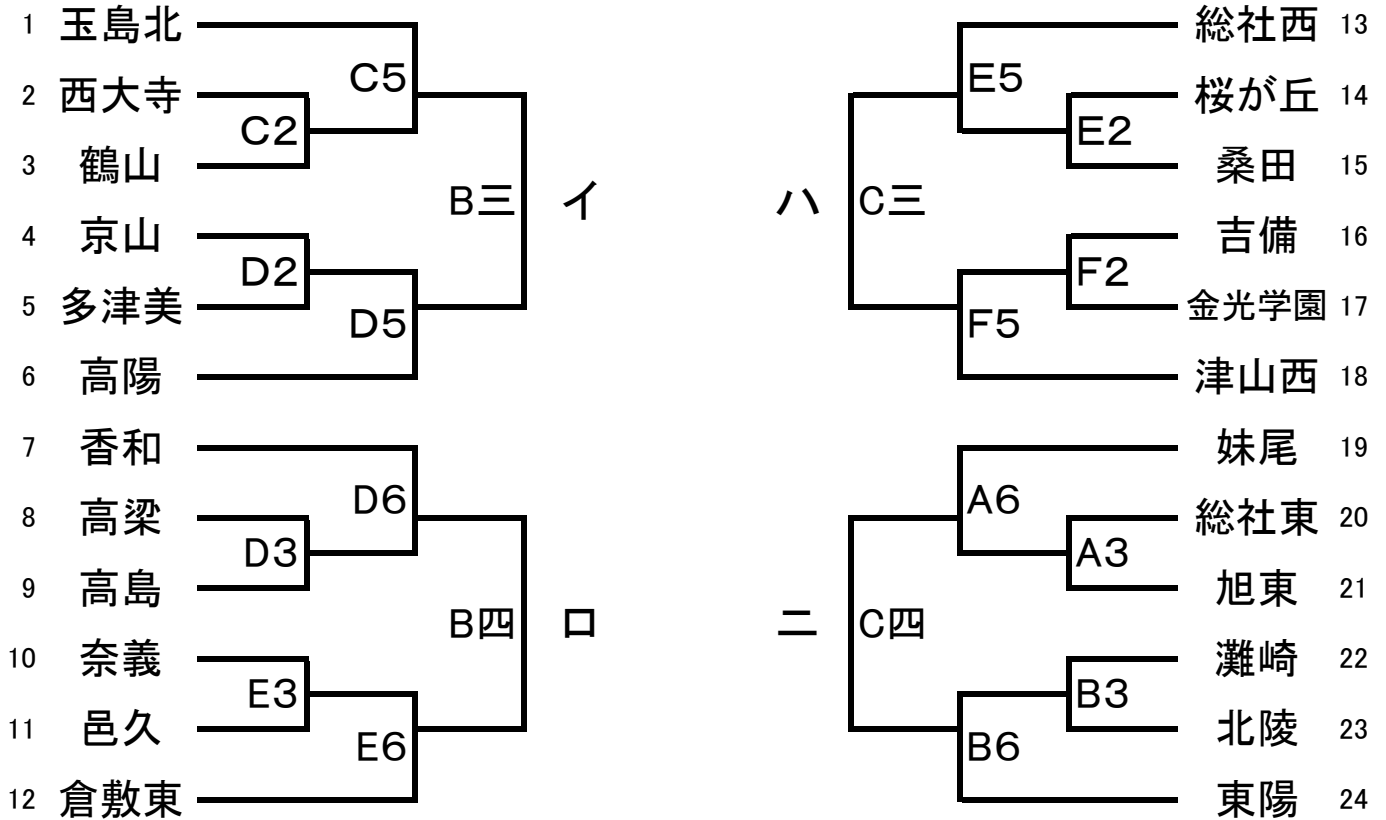 1 玉島北
C5
2 西大寺
C2
3 鶴山
B三 イ
4 京山
D2
5 多津美
D5
6 高陽
7 香和
D6
8 高梁
D3
9 高島
B四 ロ
10 奈義
E3
11 邑久
E6
12 倉敷東
総社西 13
E5
桜が丘 14
E2
桑田 15
ハ C三
吉備 16
F2
金光学園 17
F5
津山西 18
妹尾 19
A6
総社東 20
A3
旭東 21
ニ C四
灘崎 22
B3
北陵 23
B6
東陽 24